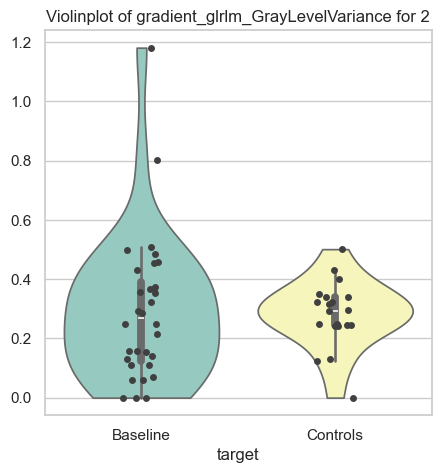 Violinplot of gradient_glrlm_GrayLevelVariance for 2
1.2
1.0
0.8
0.6
0.4
0.2
0.0
Baseline Controls
target